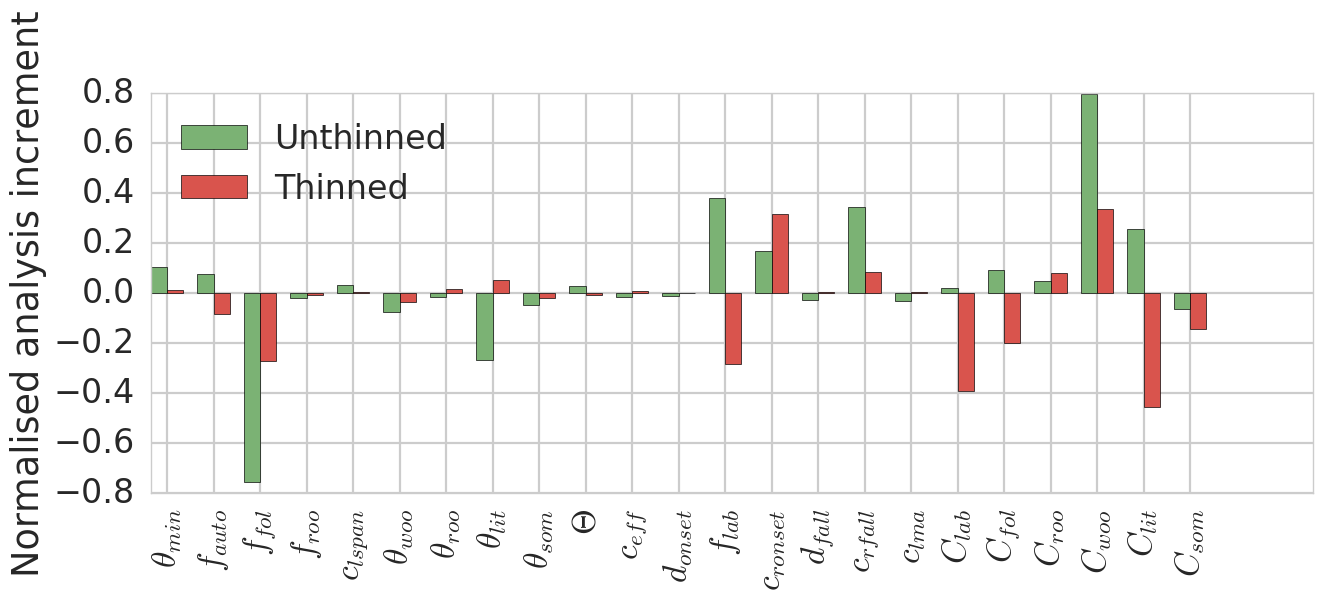 Normalised analysis increment
0.8
0.6
0.4
0.2
0.0
−0.2
−0.4
−0.6
−0.8
Unthinned
Thinned
θmin
fauto
ffol
froo
clspan
θwoo
θroo
θlit
θsom
Θ
ceff
donset
flab
cronset
dfall
crfall
clma
Clab
Cfol
Croo
Cwoo
Clit
Csom